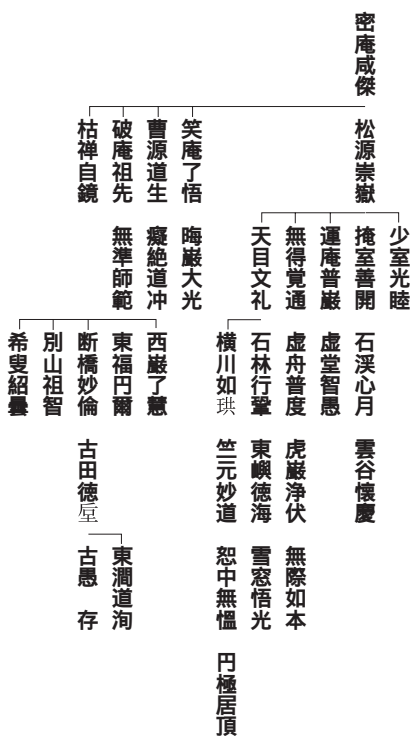 密庵咸傑 松源崇嶽
少室光睦
掩室善開 石渓心月 雲谷懐慶
運庵普巖 虚堂智愚
無得覚通 虚舟普度 虎巖浄伏 無際如本
天目文礼 石林行鞏 東嶼徳海 雪窓悟光
横川如珙 竺元妙道 恕中無慍 円極居頂
笑庵了悟 晦巖大光
曹源道生 癡絶道冲
破庵祖先 無準師範
枯禅自鏡
西巖了慧
東福円爾
断橋妙倫 古田徳垕
別山祖智
希叟紹曇
東澗道洵
古愚 存